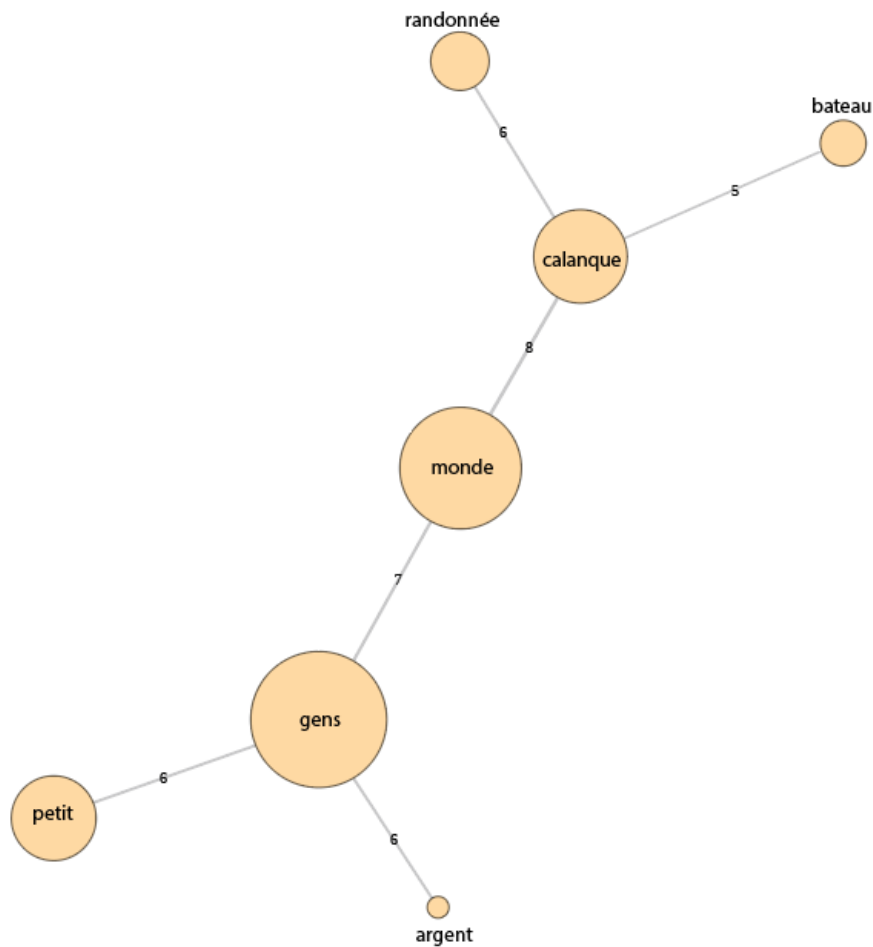 randonnée
bateau
6
5
calanque
8
monde
7
gens
6
petit
6
argent